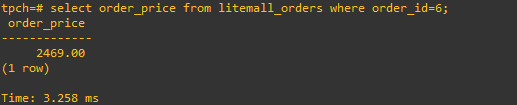 tpch=# select order_price from litemall_orders where order_id=6;
 order_price
-------------
     2469.00
(1 row)

Time: 3.258 ms